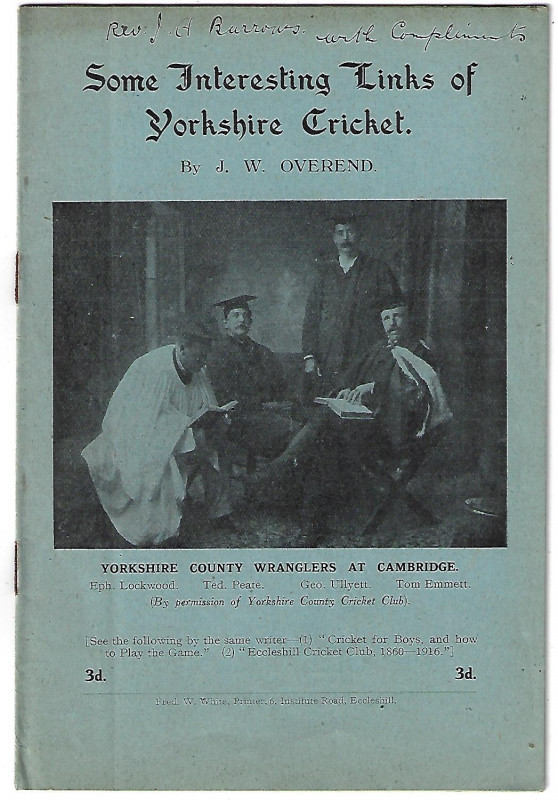 Rev. J. H Burrows. with Compliments
Some Interesting Links of
Yorkshire Cricket.
By J. W. OVEREND.
YORKSHIRE COUNTY WRANGLERS AT CAMBRIDGE.
Eph. Lockwood. Ted. Peate. Geo. Ullyett. Tom Emmett.
(By permission of Yorkshire County Cricket Club).
[See the following by the same writer—(1) "Cricket for Boys, and how
to Play the Game." (2) "Eccleshill Cricket Club, 1860-1916."]
3d. 3d.
Fred. W. White, Printer, 6, Institute Road, Eccleshill.